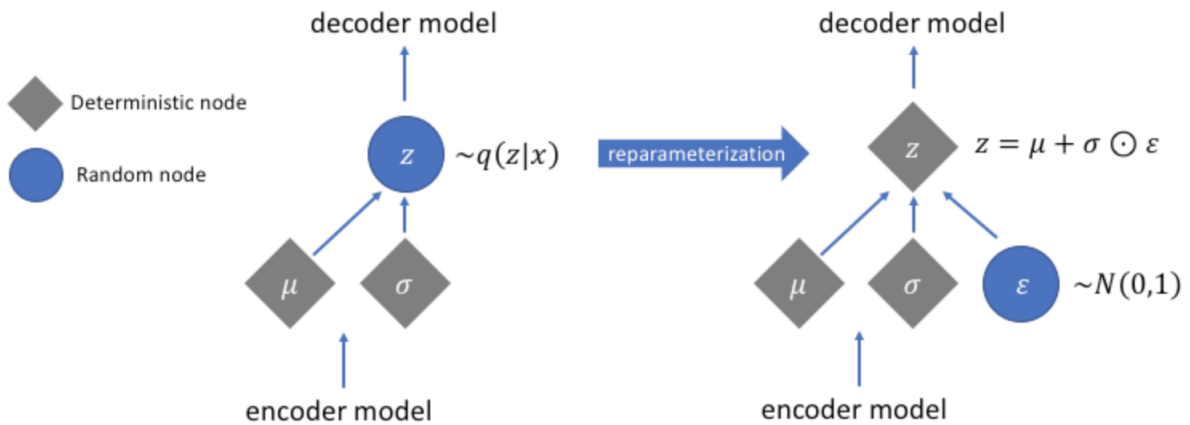 decoder model
decoder model
Deterministic node
Random node
z ~q(z|x)
reparameterization
z z = μ + σ ⊙ ε
μ σ
μ σ ε ~N(0,1)
encoder model
encoder model